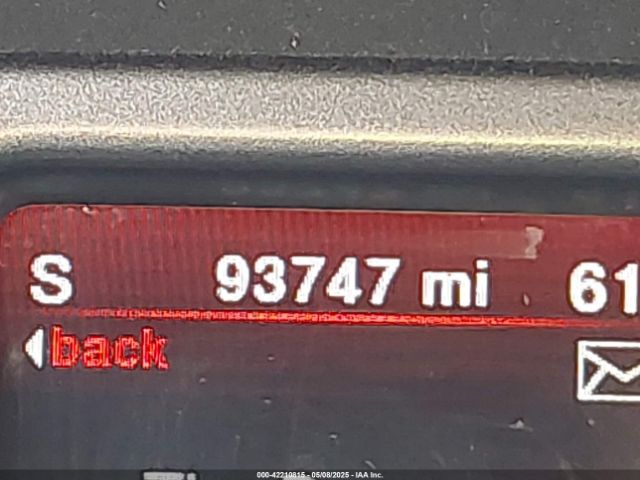 S 93747 mi 61
back
000-42210815 - 05/08/2025 - IAA Inc.